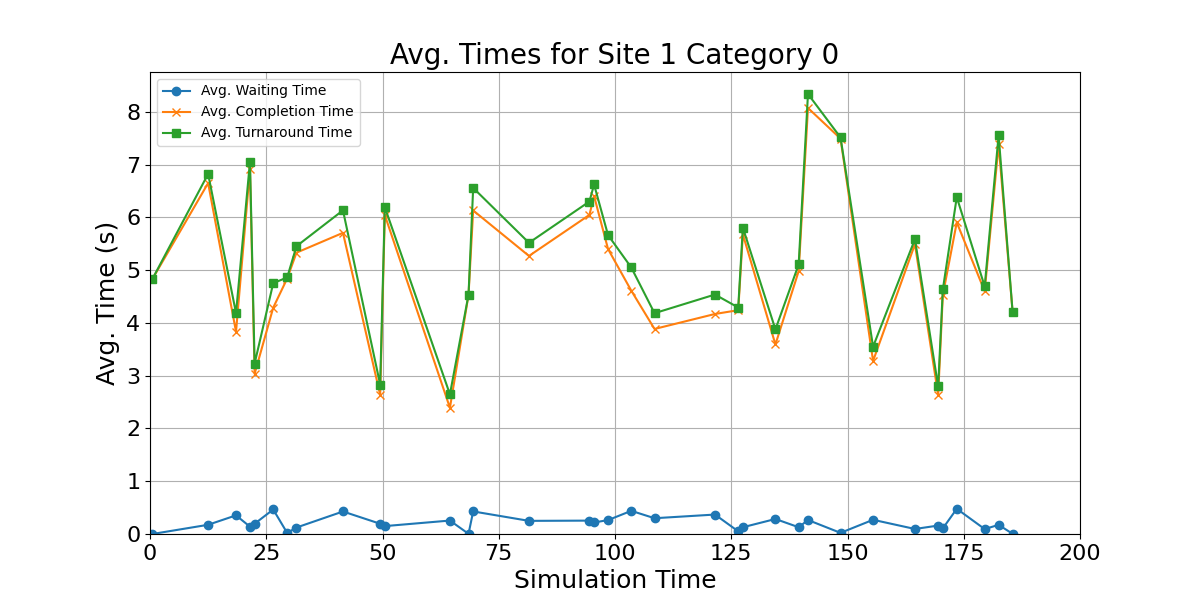 Avg. Times for Site 1 Category 0
Avg. Waiting Time
Avg. Completion Time
Avg. Turnaround Time
Avg. Time (s)
8
7
6
5
4
3
2
1
0
0 25 50 75 100 125 150 175 200
Simulation Time